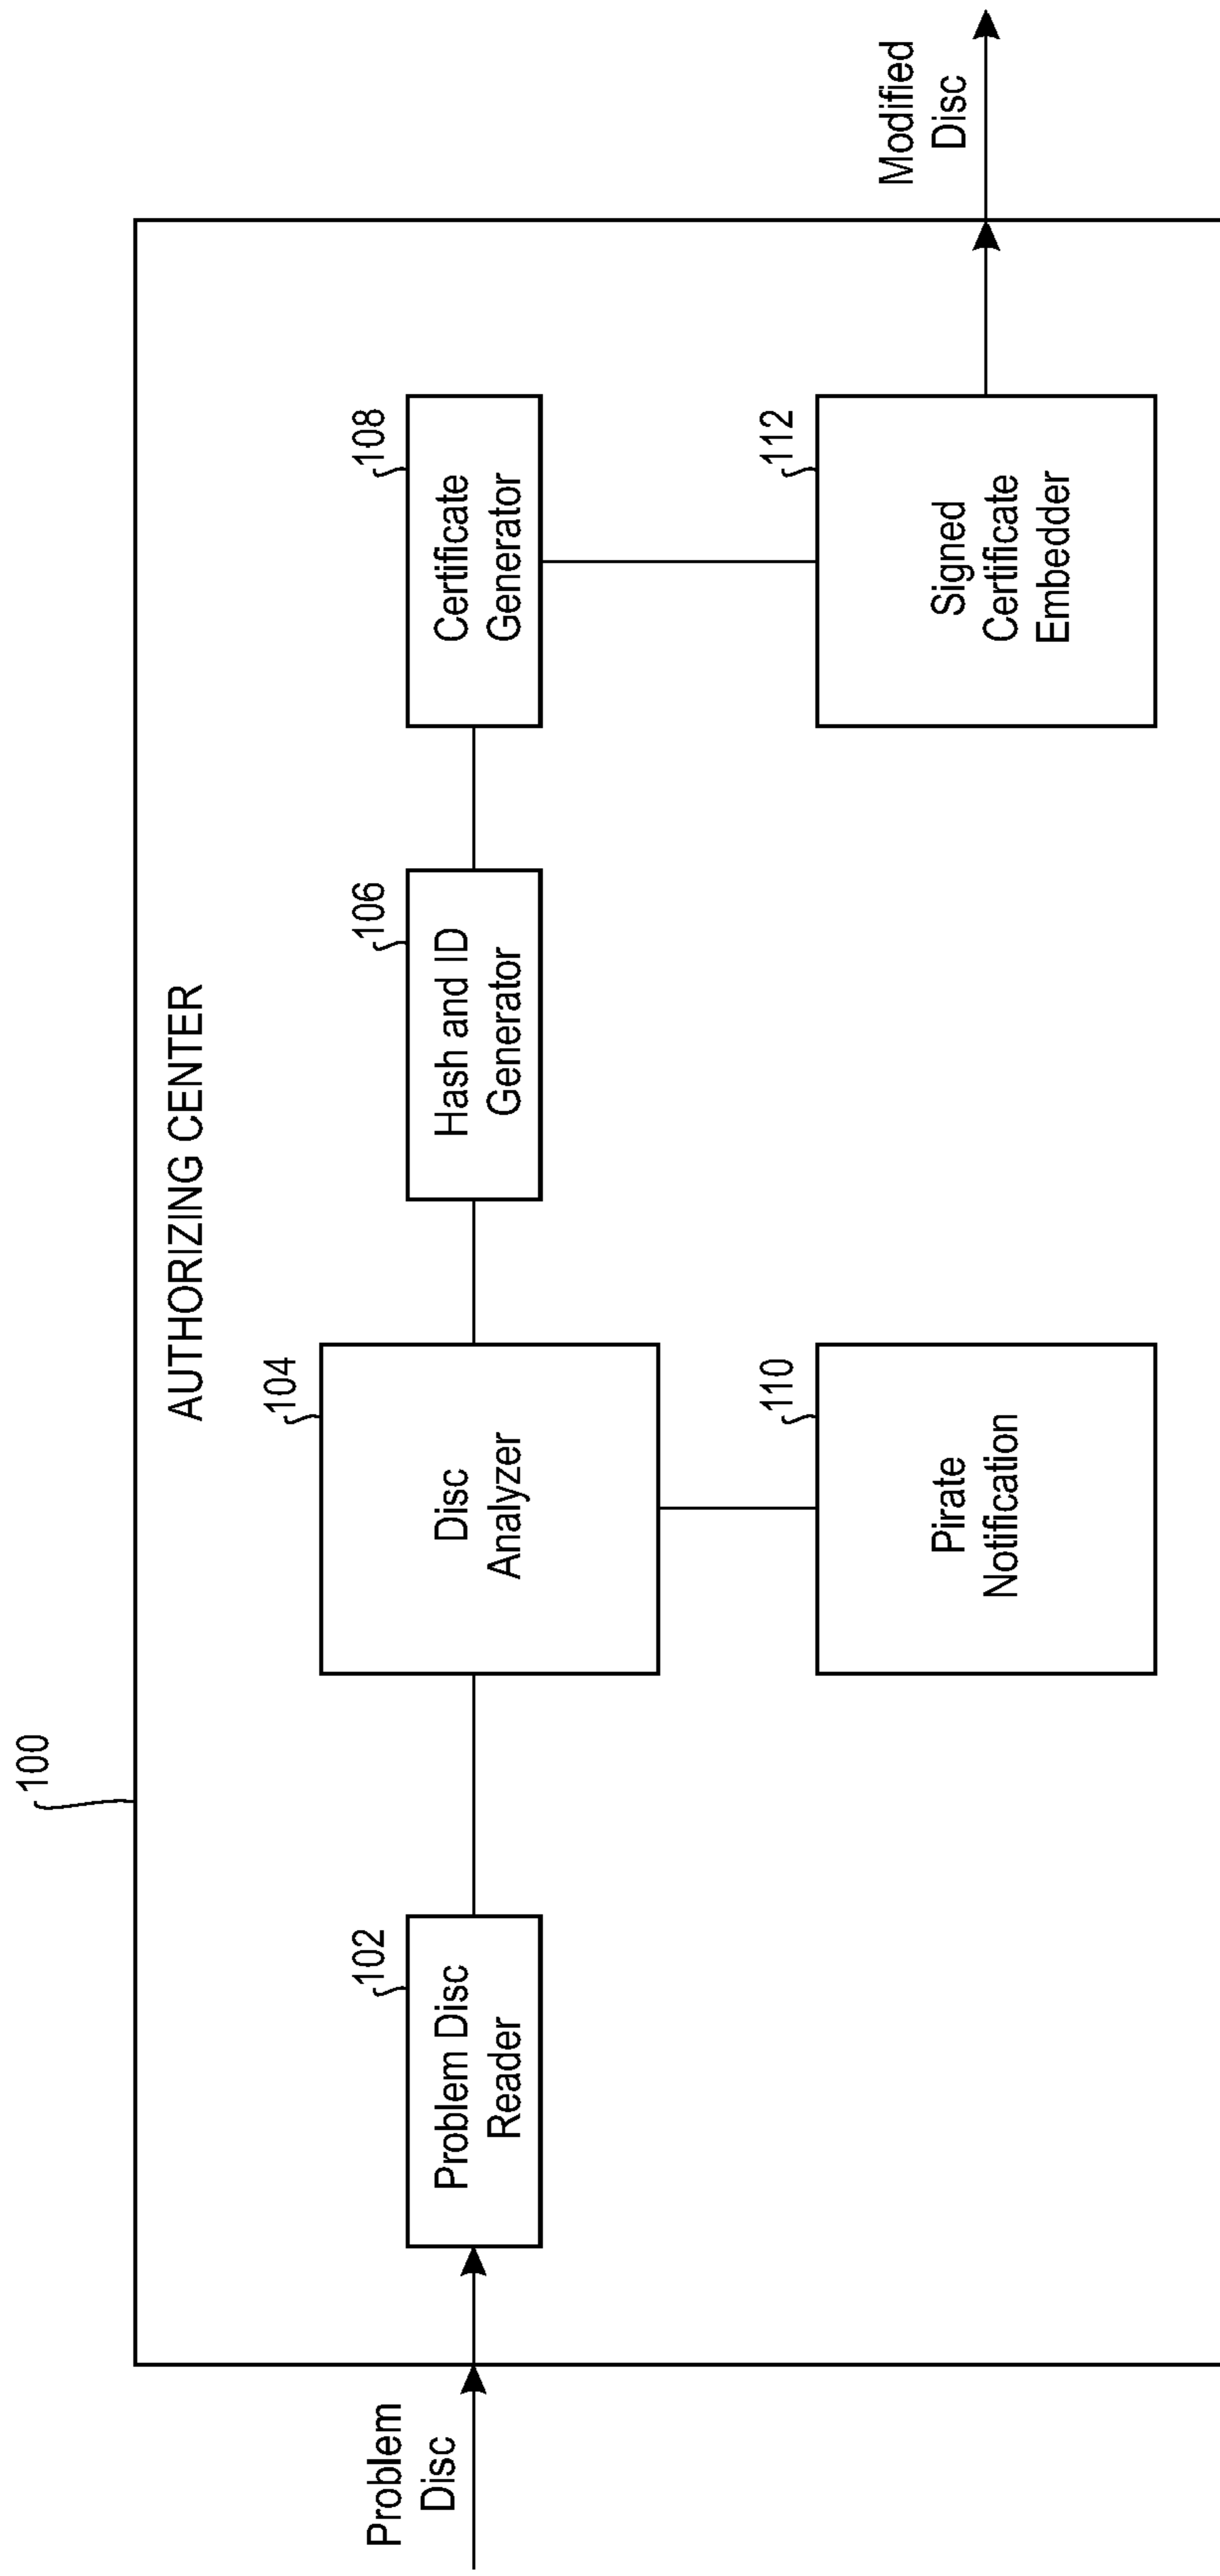 100
AUTHORIZING CENTER
Problem
Disc
102
Problem Disc
Reader
104
Disc
Analyzer
106
Hash and ID
Generator
108
Certificate
Generator
110
Pirate
Notification
112
Signed
Certificate
Embedder
Modified
Disc